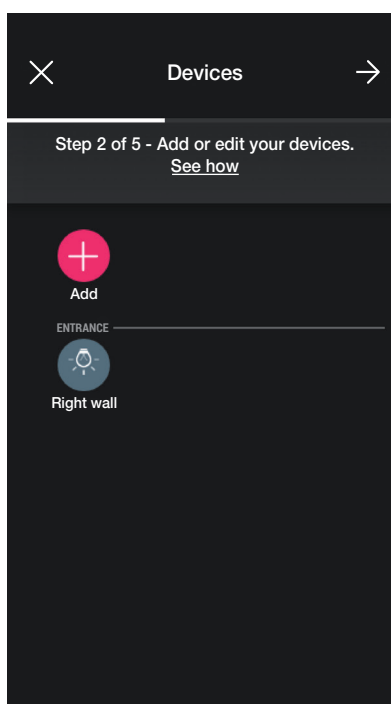 Devices
Step 2 of 5 - Add or edit your devices.
See how
Add
ENTRANCE
Right wall